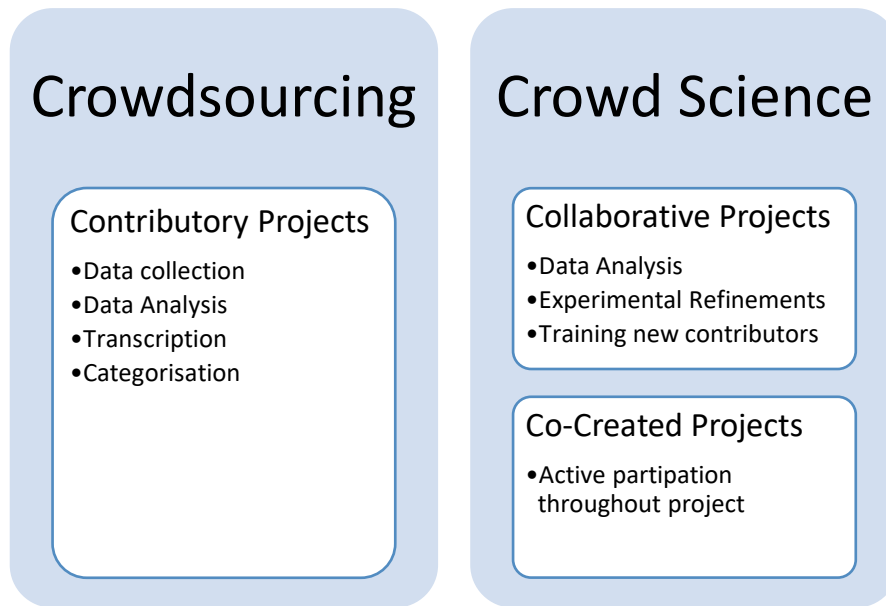 Crowdsourcing
Contributory Projects
•Data collection
•Data Analysis
•Transcription
•Categorisation
Crowd Science
Collaborative Projects
•Data Analysis
•Experimental Refinements
•Training new contributors
Co-Created Projects
•Active partipation
throughout project